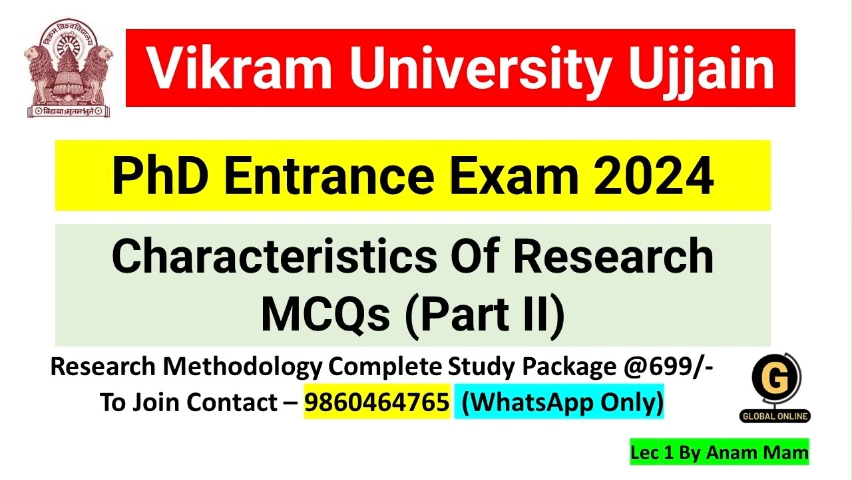 Vikram University Ujjain
PhD Entrance Exam 2024
Characteristics Of Research
MCQs (Part II)
Research Methodology Complete Study Package @699/-
To Join Contact – 9860464765 (WhatsApp Only)
G
GLOBAL ONLINE
Lec 1 By Anam Mam